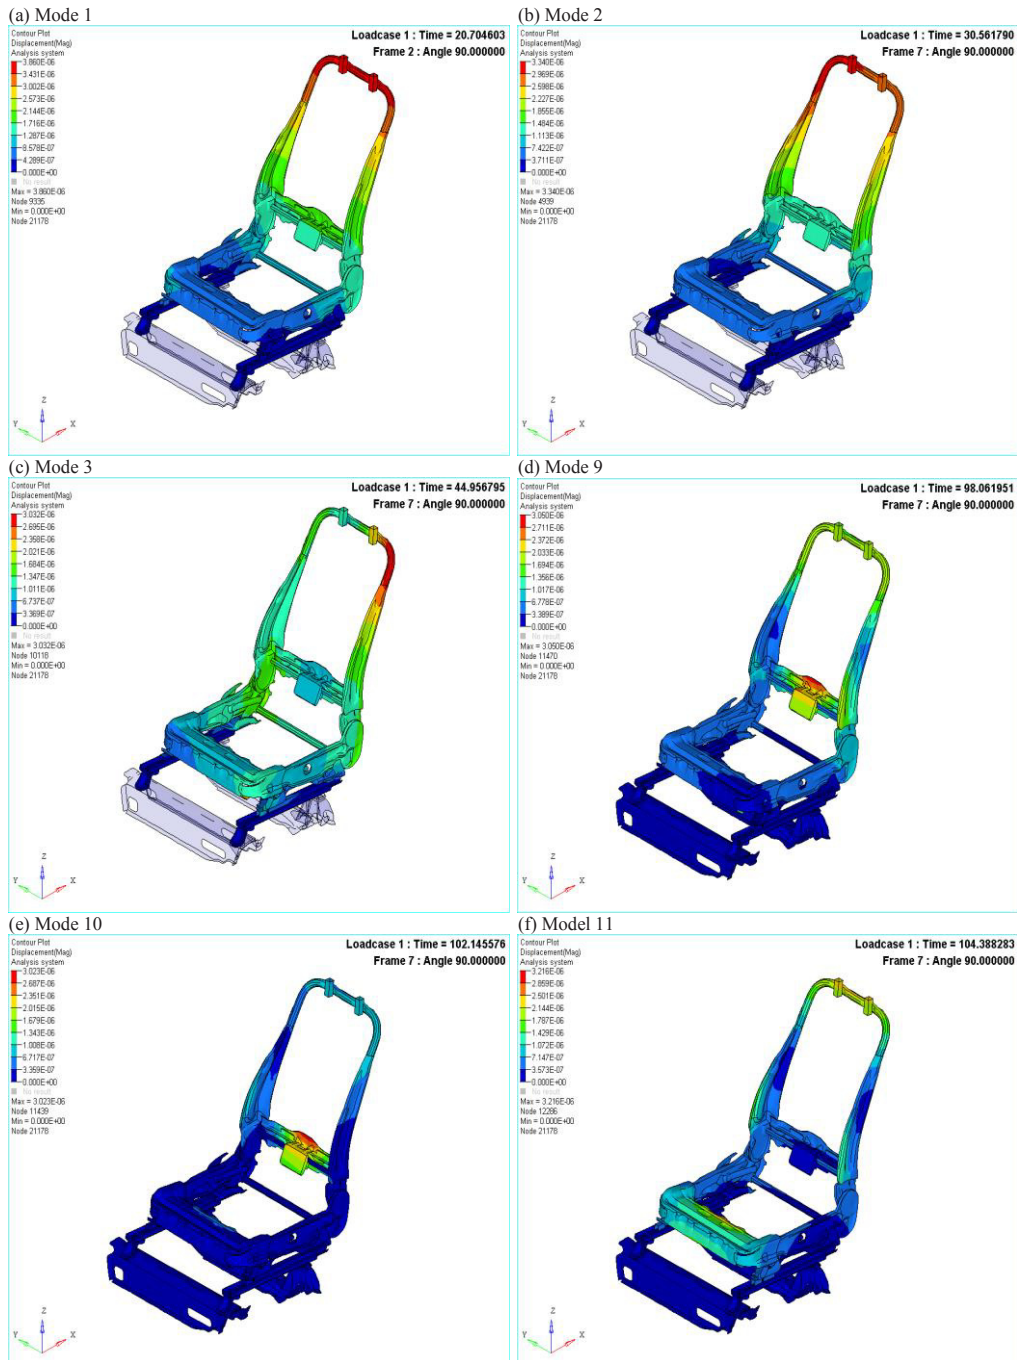 (a) Mode 1
Contour Plot
Displacement(Mag)
Analysis system
3.860E-06
3.431E-06
3.002E-06
2.573E-06
2.144E-06
1.716E-06
1.287E-06
8.578E-07
4.289E-07
0.000E+00
No result
Max = 3.860E-06
Node 9335
Min = 0.000E+00
Node 21178
Loadcase 1 : Time = 20.704603
Frame 2 : Angle 90.000000
Z
Y
X
(b) Mode 2
Contour Plot
Displacement(Mag)
Analysis system
3.340E-06
2.969E-06
2.598E-06
2.227E-06
1.855E-06
1.484E-06
1.113E-06
7.422E-07
3.711E-07
0.000E+00
No result
Max = 3.340E-06
Node 4939
Min = 0.000E+00
Node 21178
Loadcase 1 : Time = 30.561790
Frame 7 : Angle 90.000000
Z
Y
X
(c) Mode 3
Contour Plot
Displacement(Mag)
Analysis system
3.032E-06
2.695E-06
2.358E-06
2.021E-06
1.684E-06
1.347E-06
1.011E-06
6.737E-07
3.369E-07
0.000E+00
No result
Max = 3.032E-06
Node 10118
Min = 0.000E+00
Node 21178
Loadcase 1 : Time = 44.956795
Frame 7 : Angle 90.000000
Z
Y
X
(d) Mode 9
Contour Plot
Displacement(Mag)
Analysis system
3.050E-06
2.711E-06
2.372E-06
2.033E-06
1.694E-06
1.356E-06
1.017E-06
6.778E-07
3.389E-07
0.000E+00
No result
Max = 3.050E-06
Node 11470
Min = 0.000E+00
Node 21178
Loadcase 1 : Time = 98.061951
Frame 7 : Angle 90.000000
Z
Y
X
(e) Mode 10
Contour Plot
Displacement(Mag)
Analysis system
3.023E-06
2.687E-06
2.351E-06
2.015E-06
1.679E-06
1.343E-06
1.008E-06
6.717E-07
3.359E-07
0.000E+00
No result
Max = 3.023E-06
Node 11439
Min = 0.000E+00
Node 21178
Loadcase 1 : Time = 102.145576
Frame 7 : Angle 90.000000
Z
Y
X
(f) Model 11
Contour Plot
Displacement(Mag)
Analysis system
3.216E-06
2.859E-06
2.501E-06
2.144E-06
1.787E-06
1.429E-06
1.072E-06
7.147E-07
3.573E-07
0.000E+00
No result
Max = 3.216E-06
Node 12286
Min = 0.000E+00
Node 21178
Loadcase 1 : Time = 104.388283
Frame 7 : Angle 90.000000
Z
Y
X